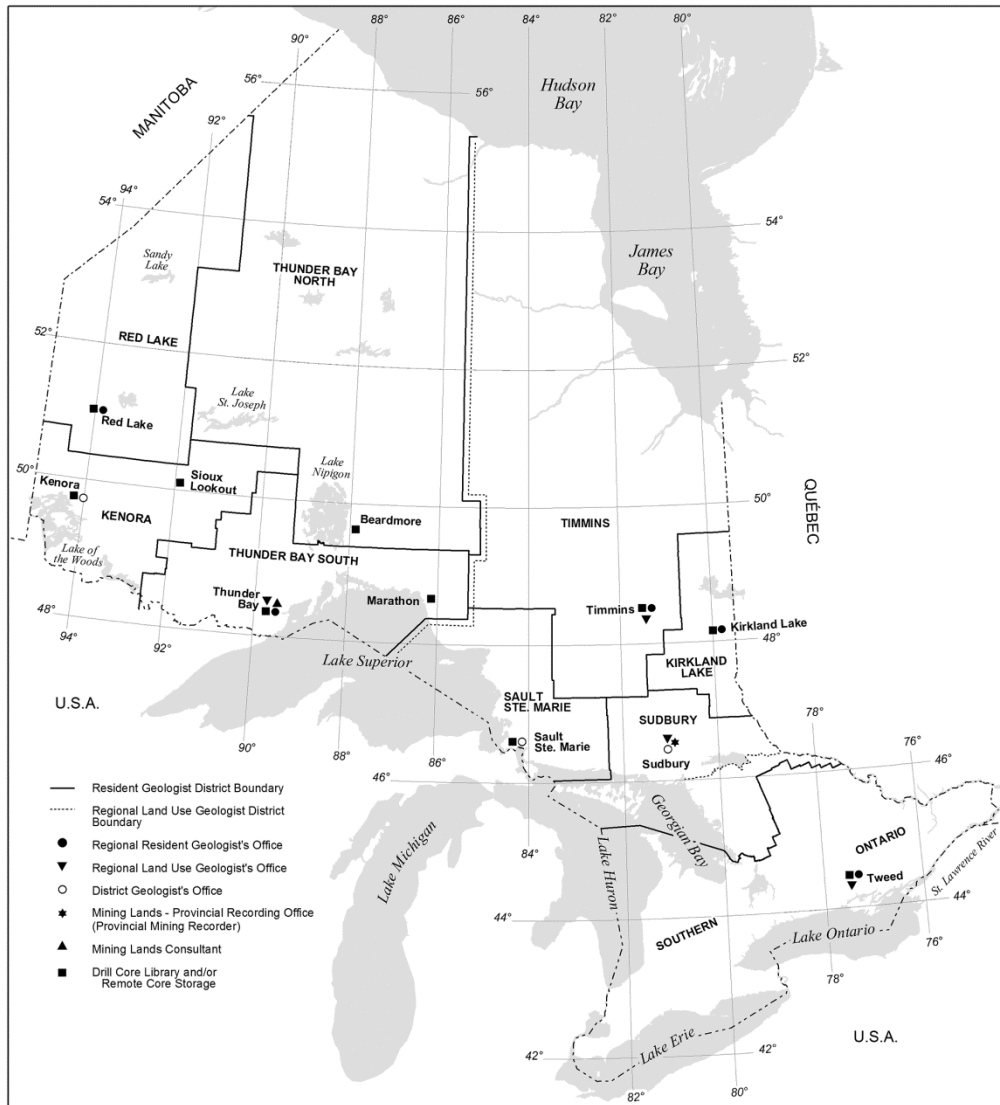 88°
86°
84°
82°
80°
90°
56°
92°
56°
Hudson
Bay
MANITOBA
94°
54°
54°
Sandy
Lake
THUNDER BAY
NORTH
James
Bay
52°
RED LAKE
52°
Lake
St. Joseph
Red Lake
50°
Kenora
Sioux
Lookout
Lake
Nipigon
50°
QUÉBEC
KENORA
Beardmore
TIMMINS
Lake of
the Woods
THUNDER BAY SOUTH
48°
94°
92°
Thunder
Bay
Marathon
Timmins
Kirkland Lake
48°
KIRKLAND
LAKE
Lake Superior
U.S.A.
SAULT
STE. MARIE
SUDBURY
78°
90°
88°
86°
Sault
Ste. Marie
Sudbury
76°
46°
46°
Georgian Bay
Lake Michigan
84°
Lake Huron
ONTARIO
St. Lawrence River
Tweed
44°
44°
SOUTHERN
Lake Ontario
76°
78°
U.S.A.
42°
Lake Erie
42°
82°
80°
Resident Geologist District Boundary
Regional Land Use Geologist District
Boundary
Regional Resident Geologist's Office
Regional Land Use Geologist's Office
District Geologist's Office
Mining Lands - Provincial Recording Office
(Provincial Mining Recorder)
Mining Lands Consultant
Drill Core Library and/or
Remote Core Storage